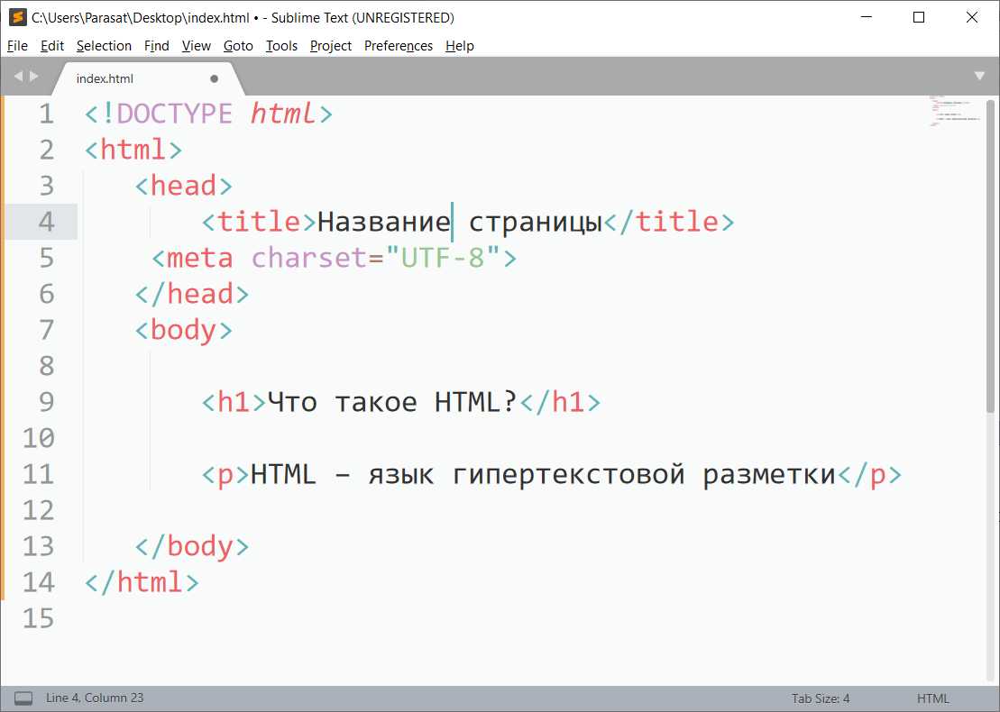 C:\Users\Parasat\Desktop\index.html • - Sublime Text (UNREGISTERED)
File Edit Selection Find View Goto Tools Project Preferences Help
index.html
1 <!DOCTYPE html>
2 <html>
3 <head>
4 <title>Название страницы</title>
5 <meta charset="UTF-8">
6 </head>
7 <body>
8
9 <h1>Что такое HTML?</h1>
10
11 <p>HTML – язык гипертекстовой разметки</p>
12
13 </body>
14 </html>
15
Line 4, Column 23 Tab Size: 4 HTML